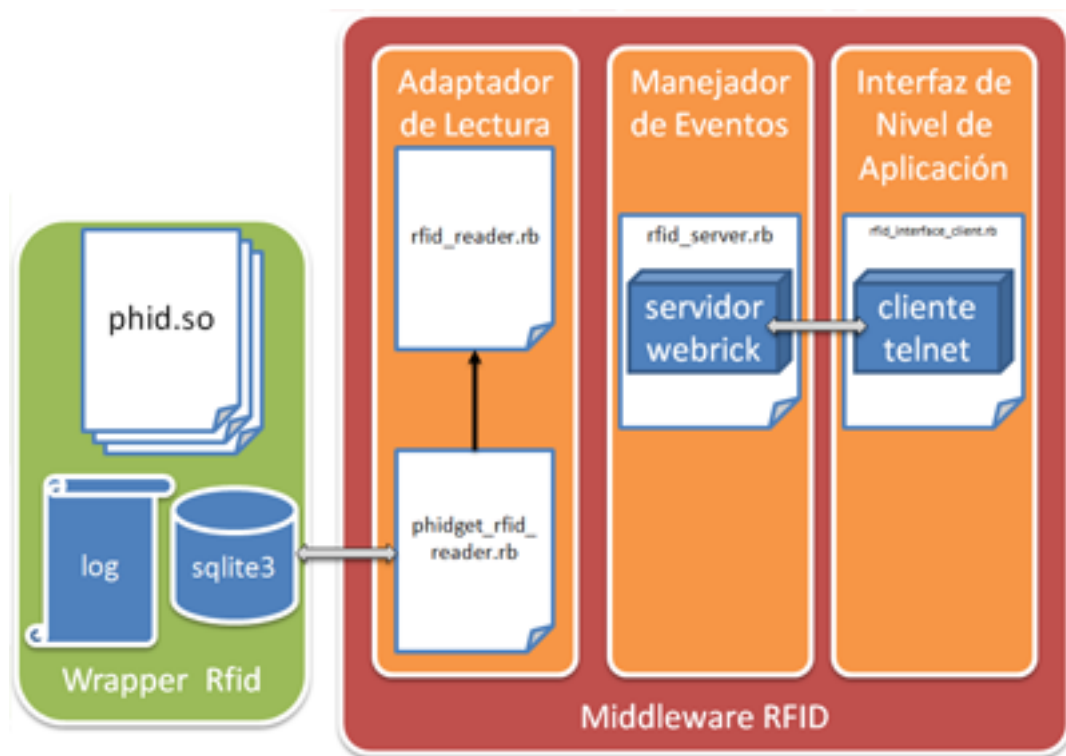 Adaptador
de Lectura
rfid_reader.rb
phidget_rfid_
reader.rb
Manejador
de Eventos
rfid_server.rb
servidor
webrick
Interfaz de
Nivel de
Aplicación
rfid_interface_client.rb
cliente
telnet
phid.so
log
sqlite3
Wrapper Rfid
Middleware RFID